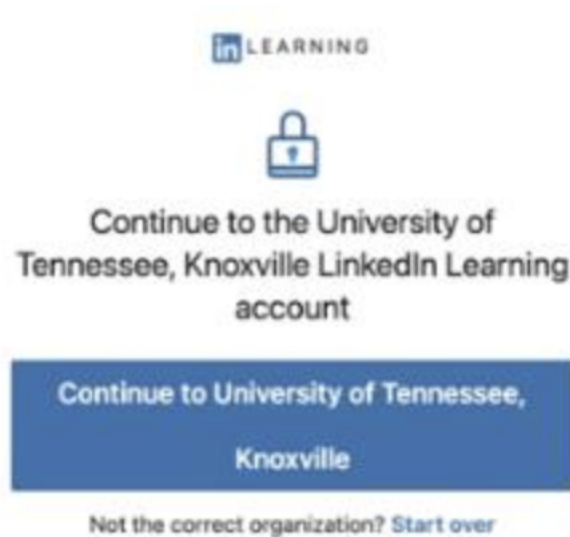 in LEARNING
Continue to the University of
Tennessee, Knoxville LinkedIn Learning
account
Continue to University of Tennessee,
Knoxville
Not the correct organization? Start over